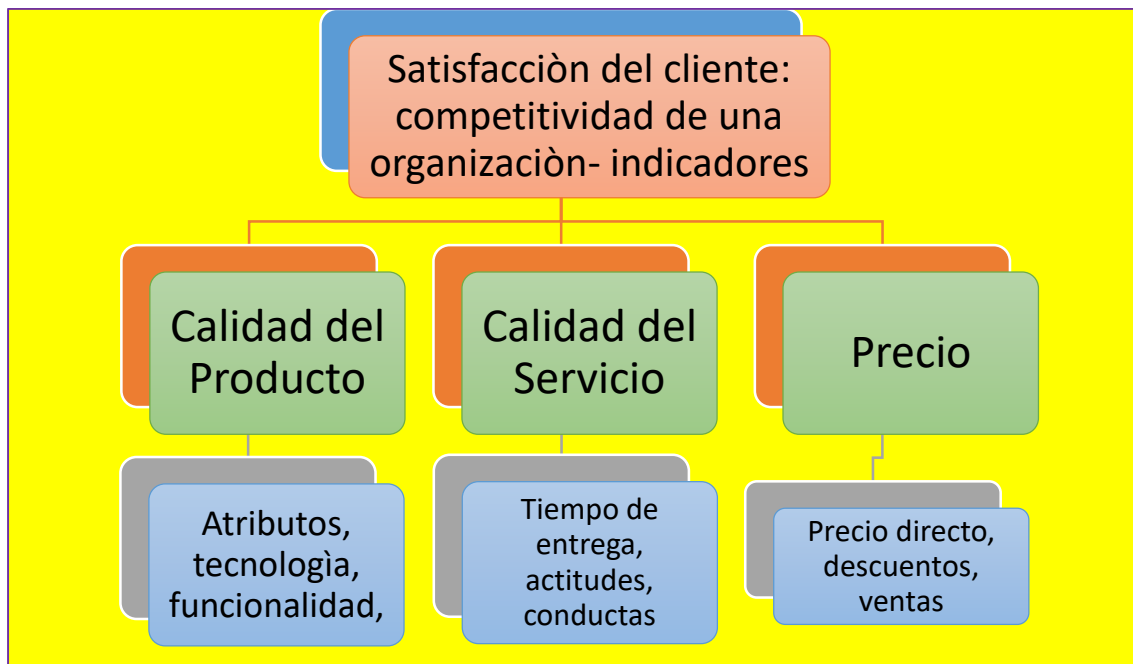 Satisfacciòn del cliente:
competitividad de una
organizaciòn- indicadores
Calidad del
Producto
Calidad del
Servicio
Precio
Atributos,
tecnologìa,
funcionalidad,
Tiempo de
entrega,
actitudes,
conductas
Precio directo,
descuentos,
ventas